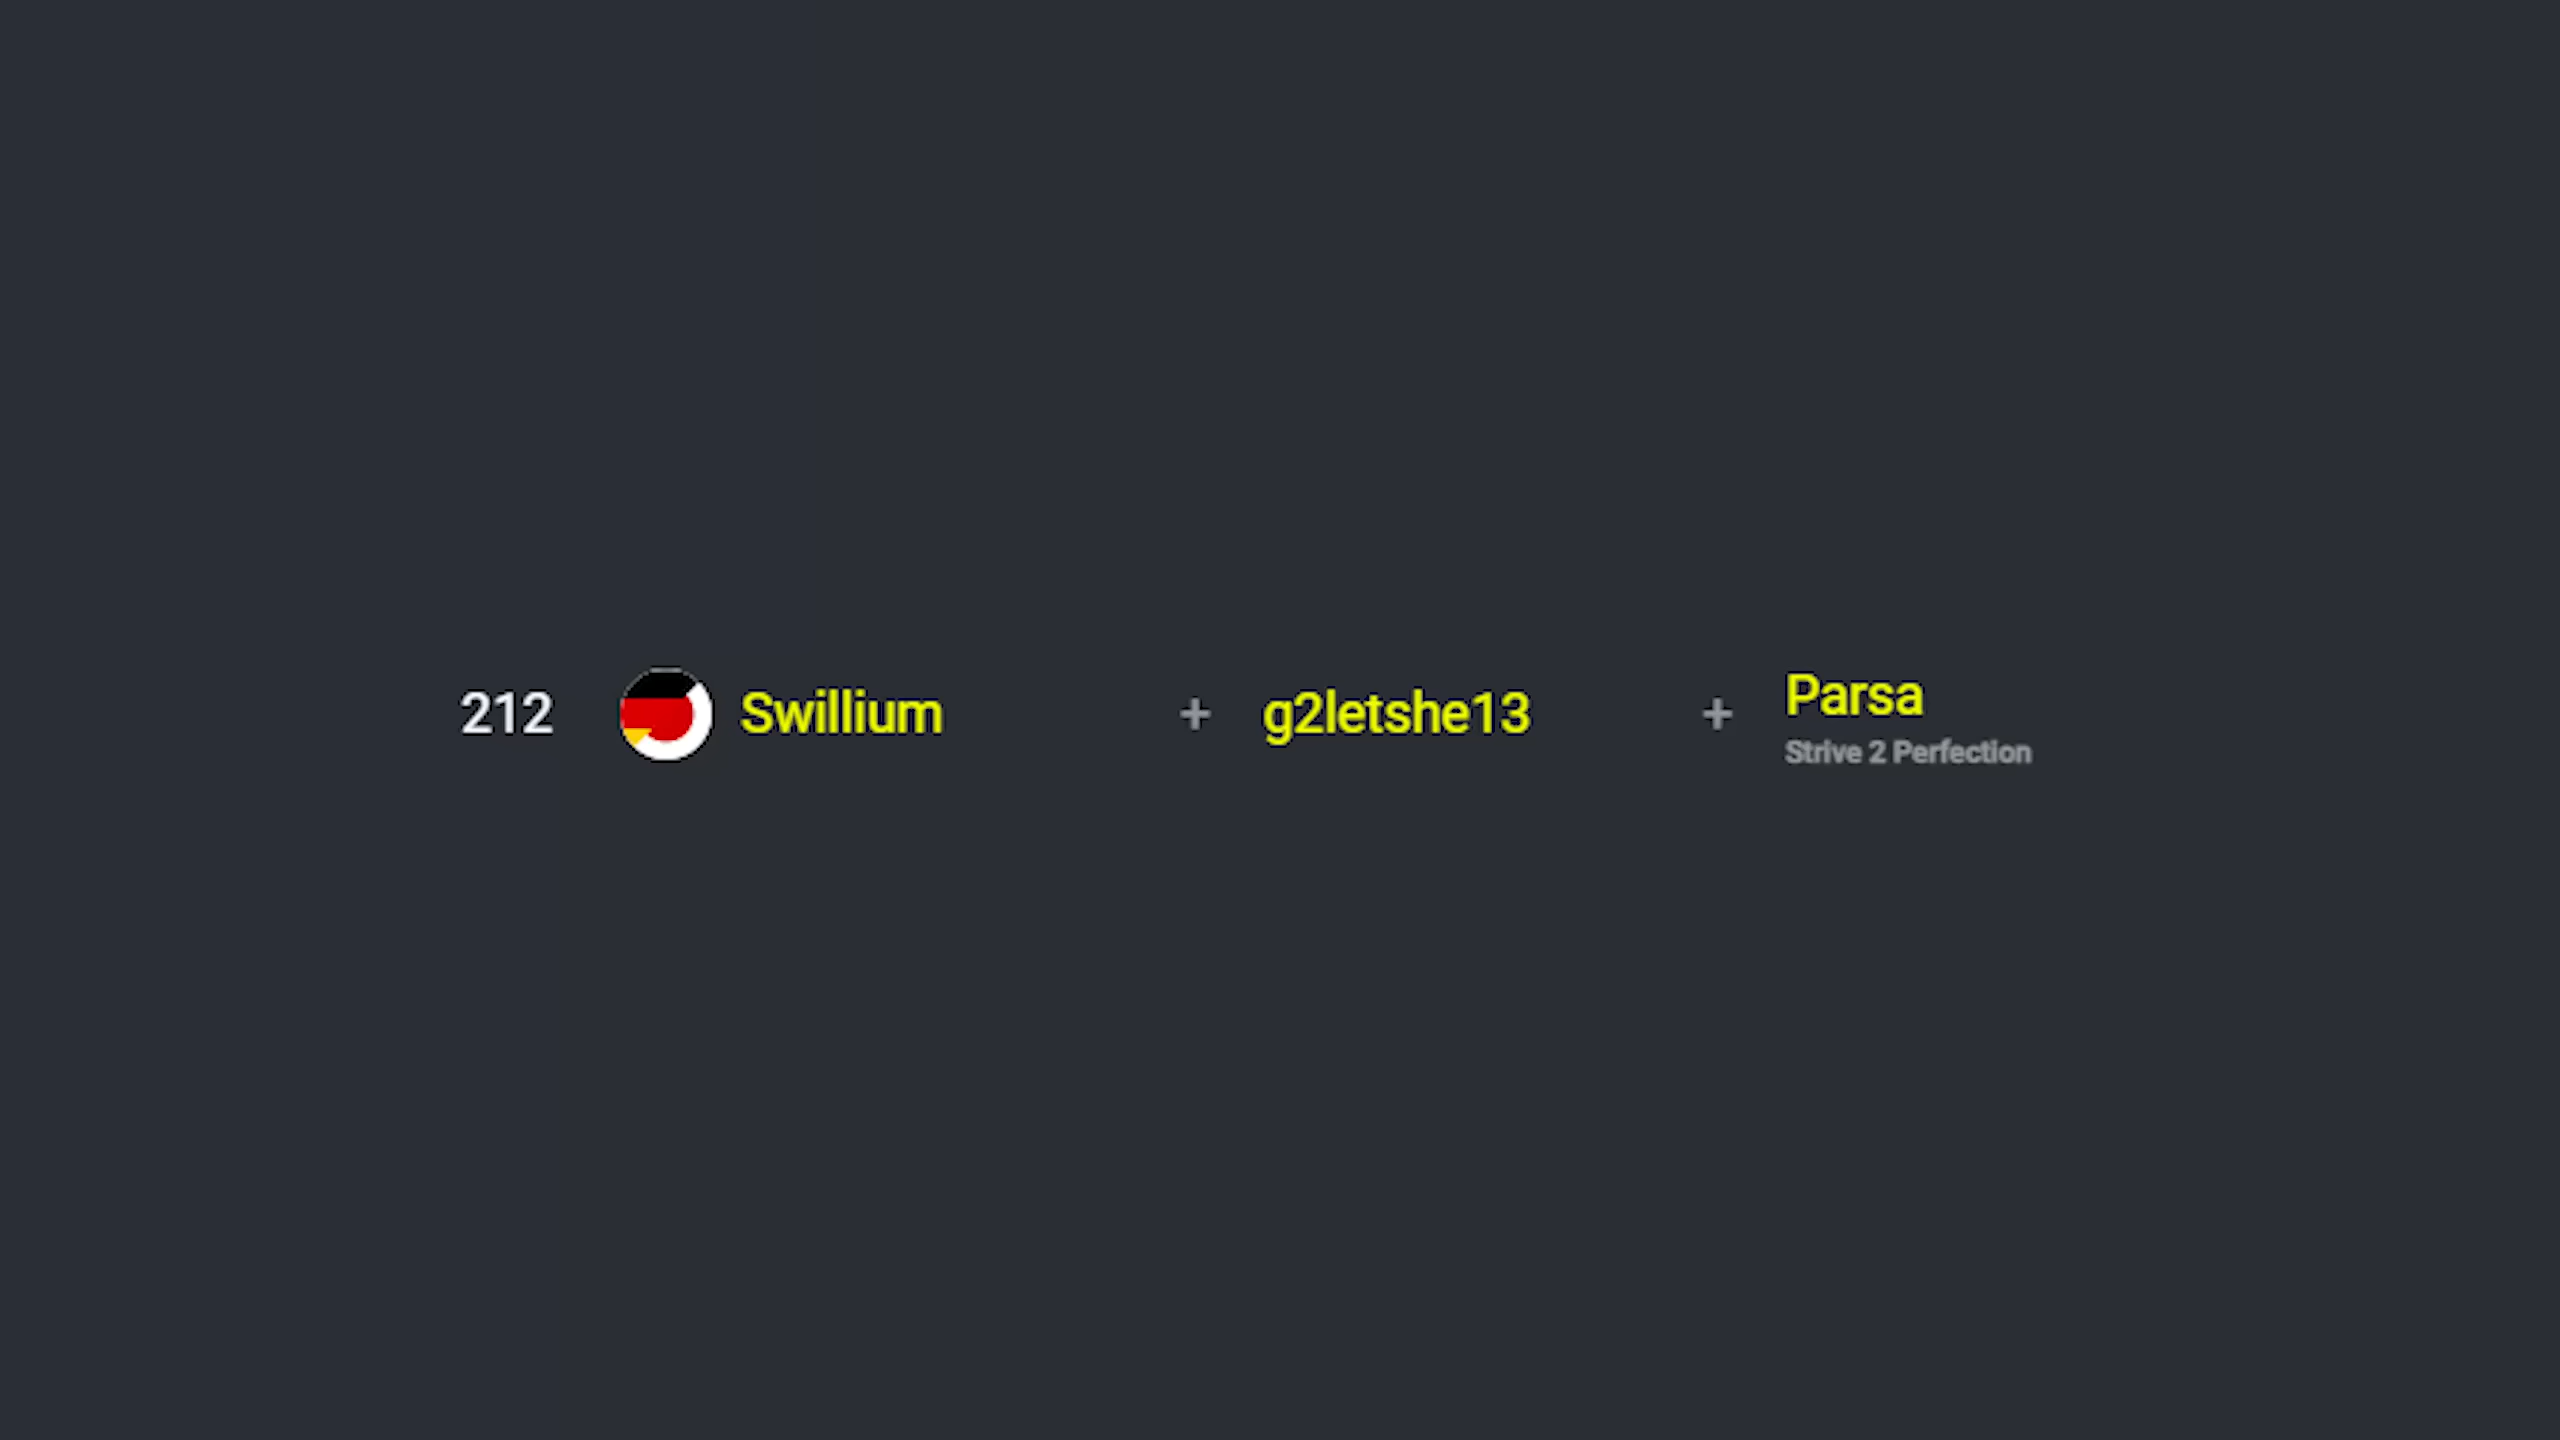 212 Swillium + g2letshe13 + Parsa
Strive 2 Perfection